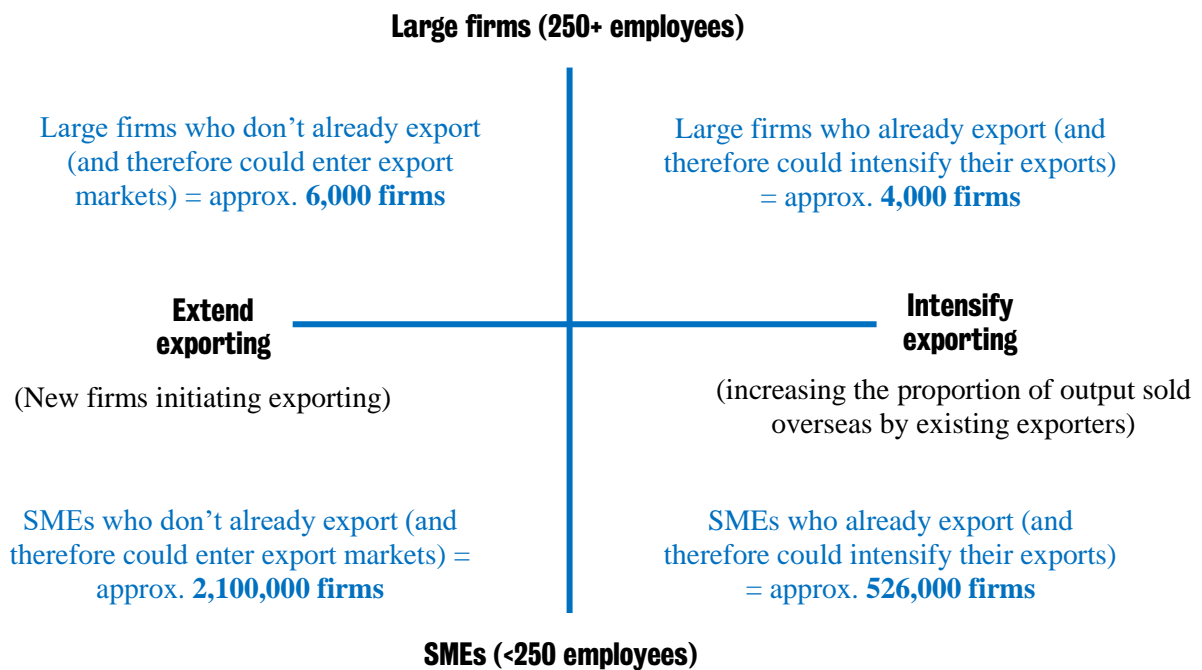 Large firms (250+ employees)
Large firms who don’t already export
(and therefore could enter export
markets) = approx. 6,000 firms
Large firms who already export (and
therefore could intensify their exports)
= approx. 4,000 firms
Extend
exporting
(New firms initiating exporting)
Intensify
exporting
(increasing the proportion of output sold
overseas by existing exporters)
SMEs who don’t already export (and
therefore could enter export markets) =
approx. 2,100,000 firms
SMEs who already export (and
therefore could intensify their exports)
= approx. 526,000 firms
SMEs (<250 employees)